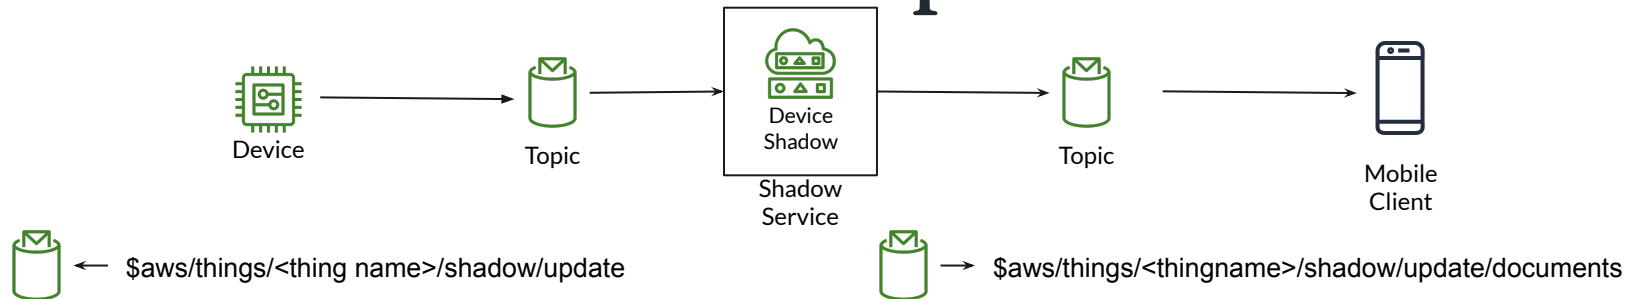 Device
Topic
Device
Shadow
Shadow
Service
Topic
Mobile
Client
$aws/things/<thing name>/shadow/update
$aws/things/<thingname>/shadow/update/documents